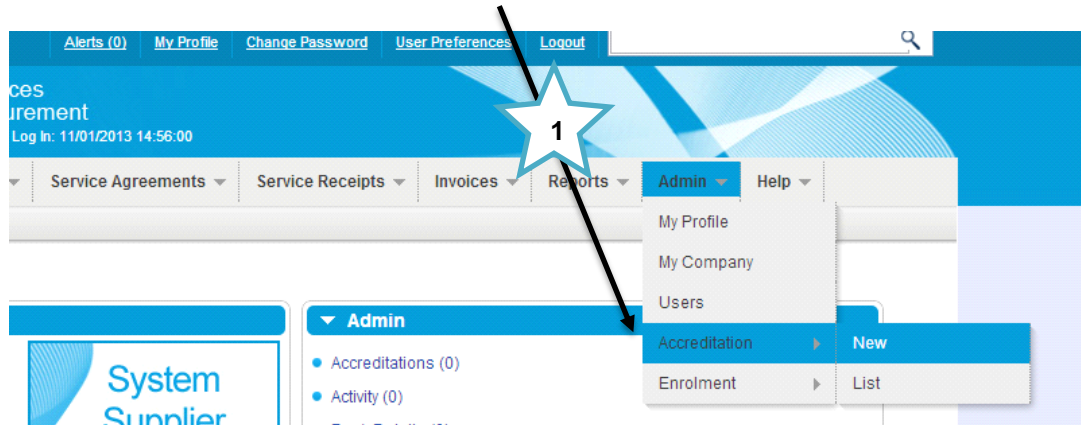 Alerts (0) My Profile Change Password User Preferences Logout
ces
urement
Log In: 11/01/2013 14:56:00
1
Service Agreements Service Receipts Invoices Reports Admin Help
My Profile
My Company
Users
Accreditation New
Enrolment List
Admin
Accreditations (0)
Activity (0)
System
Supplier